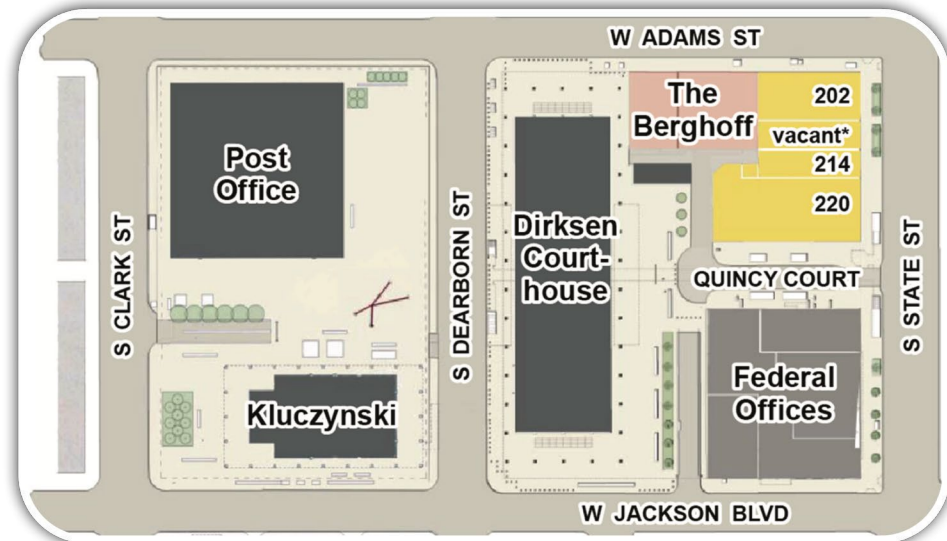 W ADAMS ST
The
Berghoff
202
vacant*
214
220
Post
Office
Dirksen
Court-
house
S CLARK ST
S DEARBORN ST
S STATE ST
QUINCY COURT
Kluczynski
Federal
Offices
W JACKSON BLVD